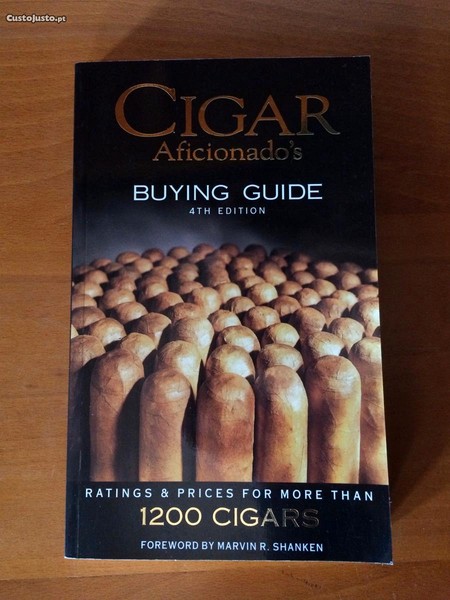 CustoJusto.pt
CIGAR
Aficionado's
BUYING GUIDE
4TH EDITION
RATINGS & PRICES FOR MORE THAN
1200 CIGARS
FOREWORD BY MARVIN R. SHANKEN